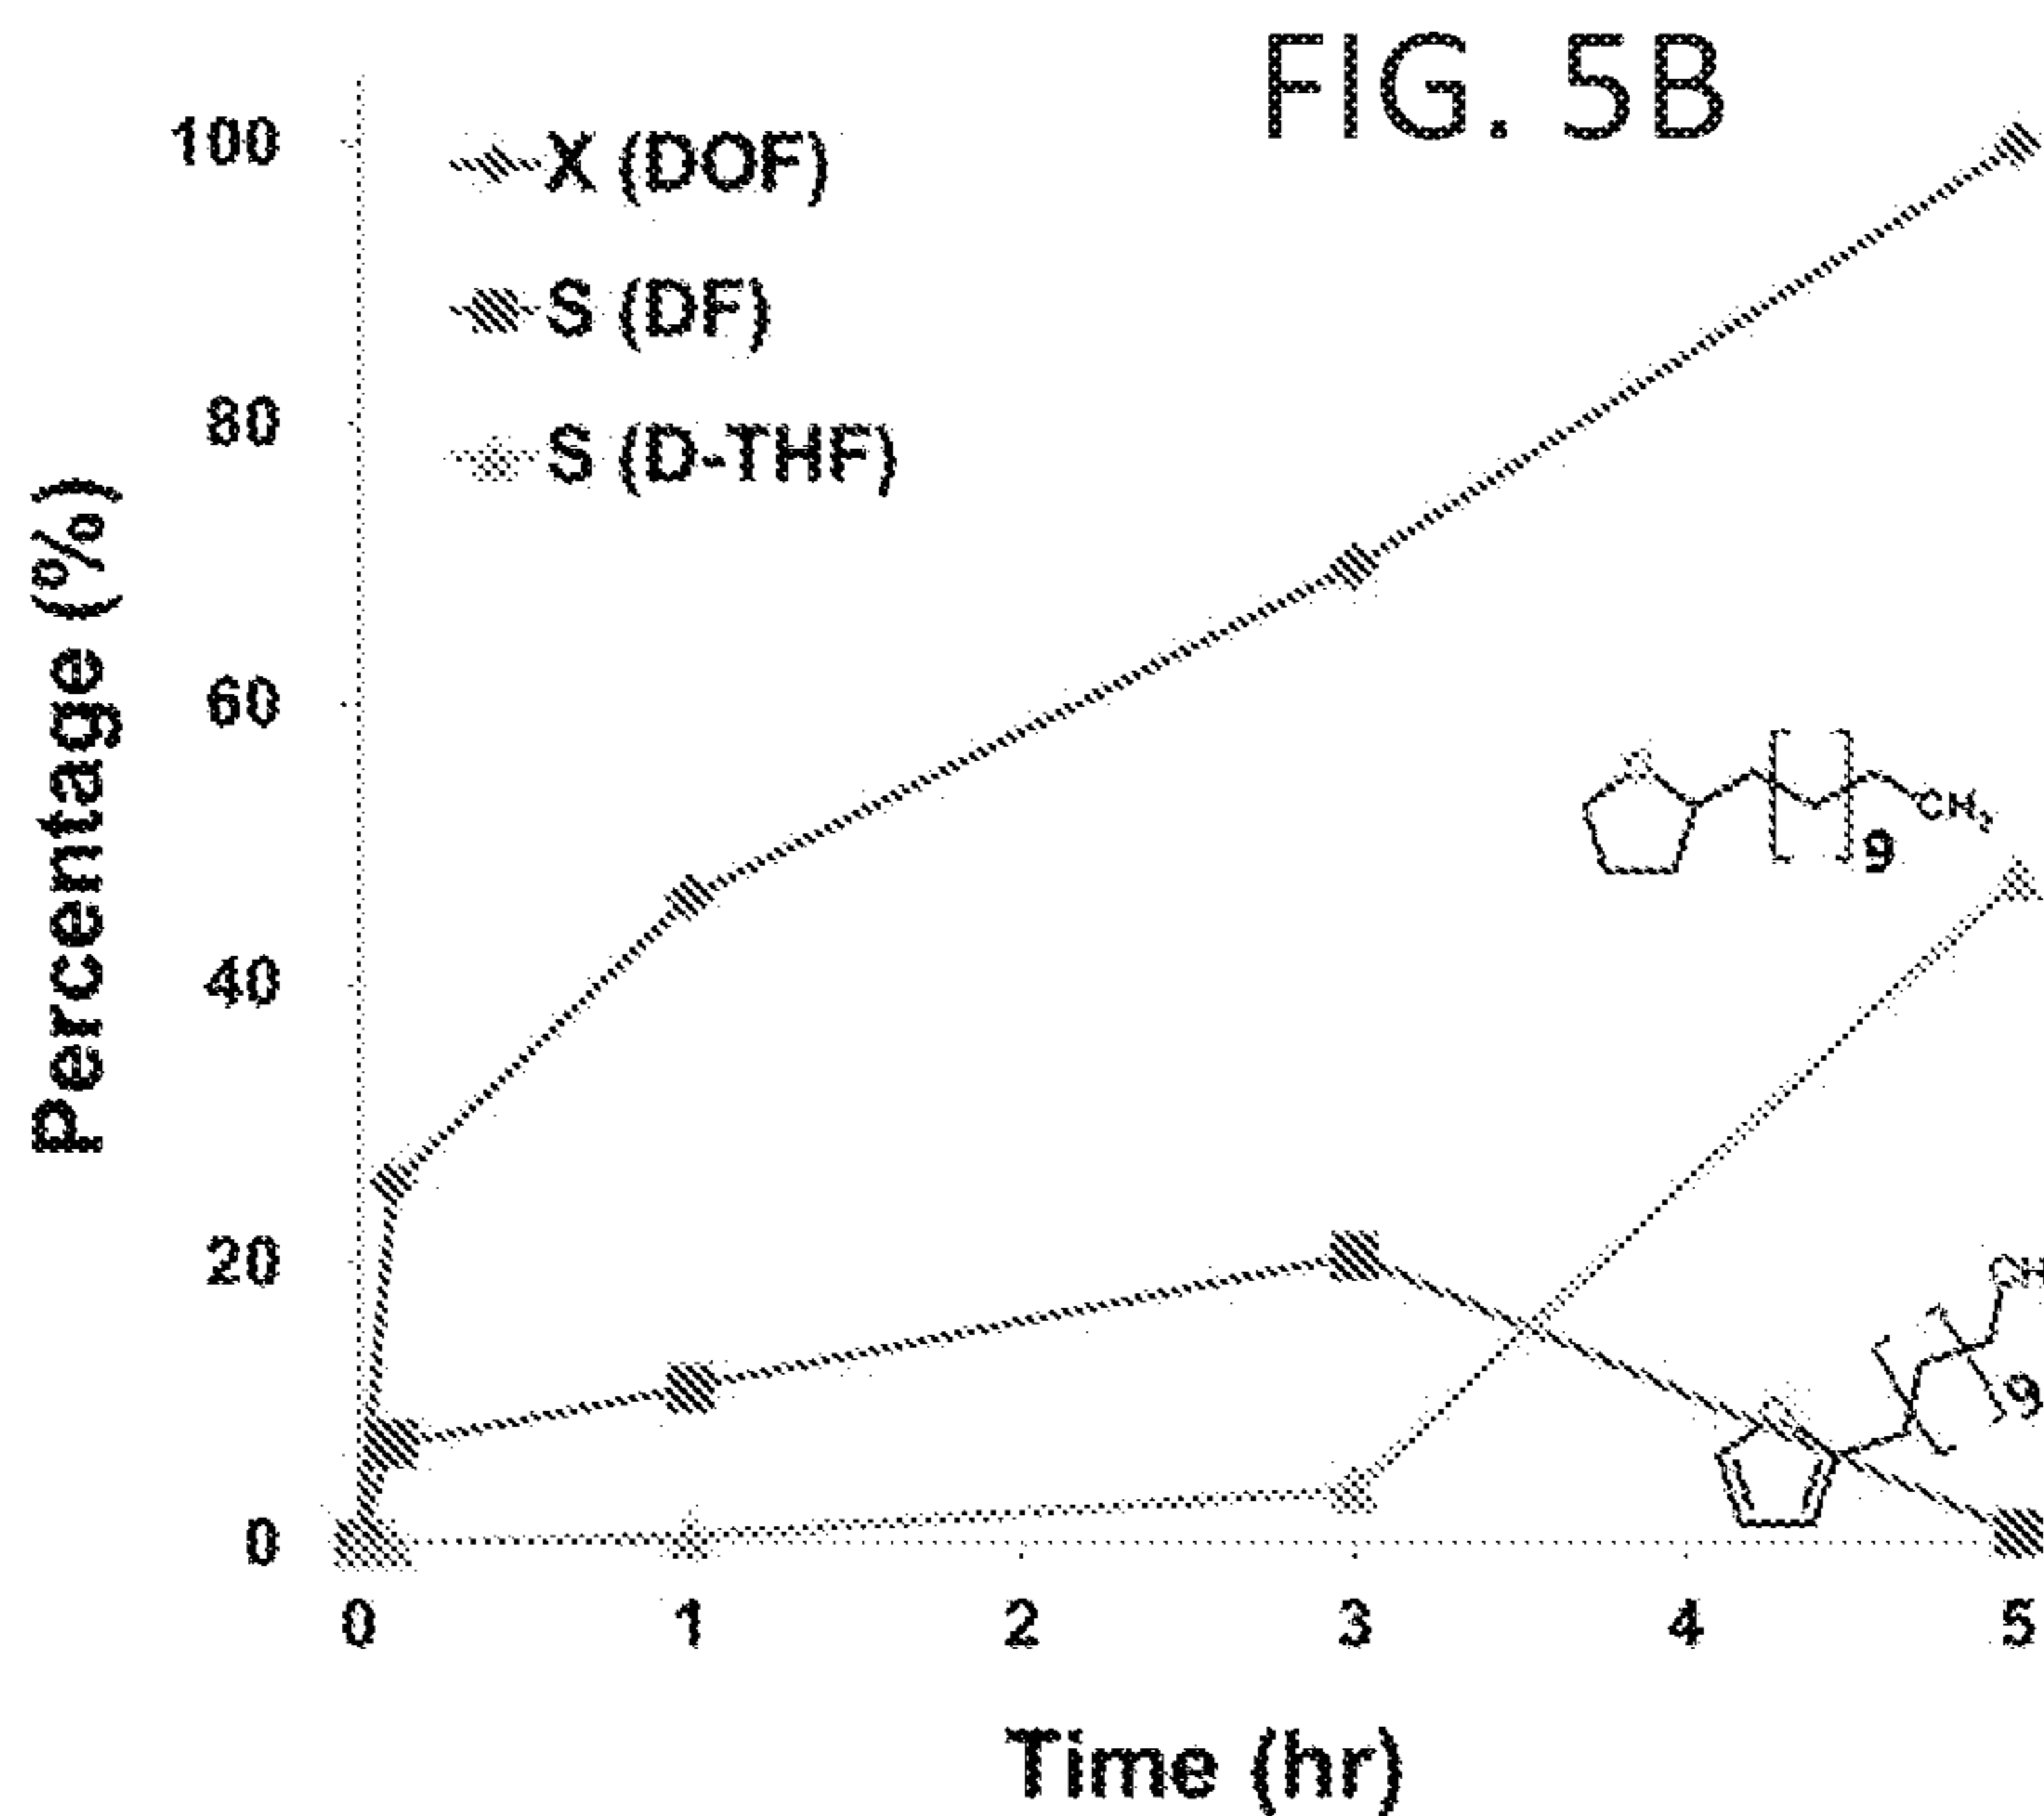 FIG. 5B
X (DOF)
S (DF)
S (D-THF)
Percentage (%)
100
80
60
40
20
0
CH3
9
CH
9
0 1 2 3 4 5
Time (hr)